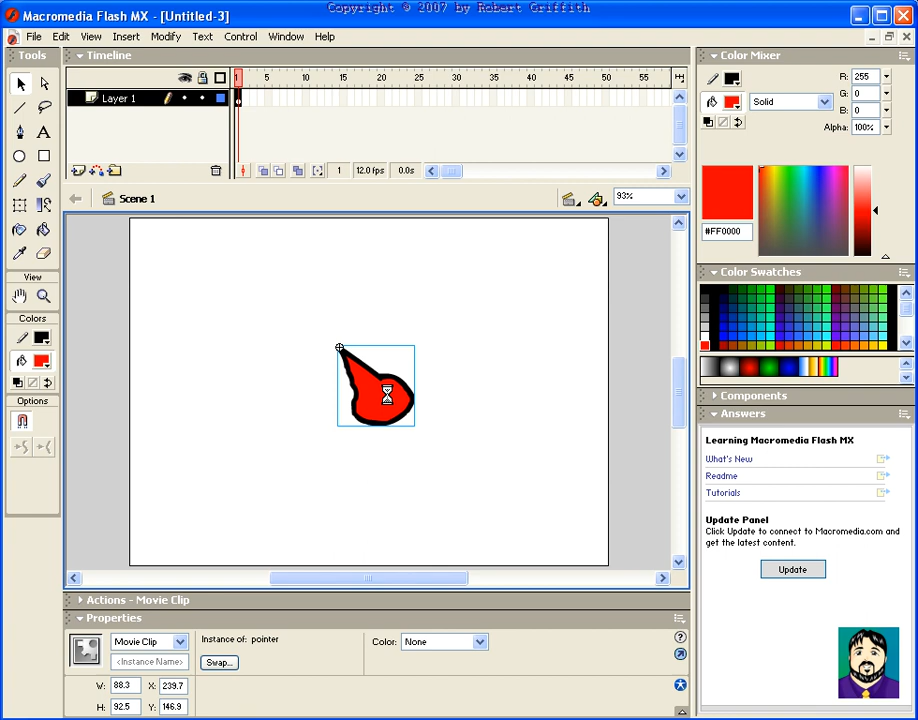 Macromedia Flash MX - [Untitled-3]
Copyright © 2007 by Robert Griffith
File Edit View Insert Modify Text Control Window Help
Tools
Timeline
1 5 10 15 20 25 30 35 40 45 50 55
Layer 1
1 12.0 fps 0.0s
Scene 1
93%
View
Colors
Options
Color Mixer
R: 255
Solid
G: 0
B: 0
Alpha: 100%
#FF0000
Color Swatches
Components
Answers
Learning Macromedia Flash MX
What's New
Readme
Tutorials
Update Panel
Click Update to connect to Macromedia.com and
get the latest content.
Update
Actions - Movie Clip
Properties
Movie Clip
Instance of: pointer
Color: None
<Instance Name>
Swap...
W: 88.3 X: 239.7
H: 92.5 Y: 146.9